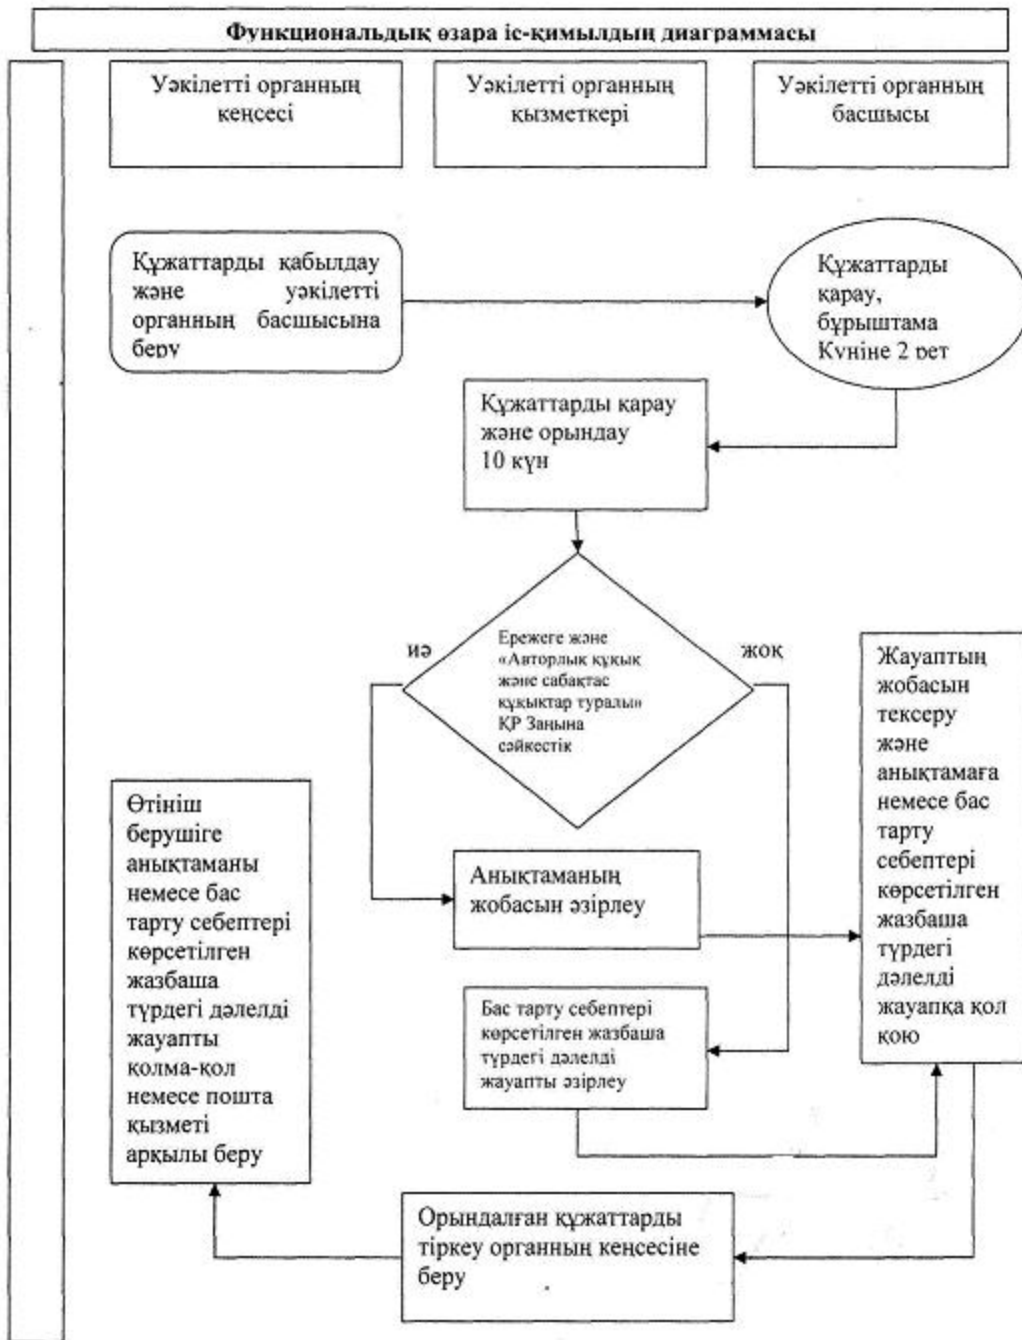 Функциональдық өзара іс-қимылдың диаграммасы
Уәкілетті органның
кеңсесі
Уәкілетті органның
қызметкері
Уәкілетті органның
басшысы
Құжаттарды қабылдау
және уәкілетті
органның басшысына
беру
Құжаттарды
қарау,
бұрыштама
Күніне 2 рет
Құжаттарды қарау
және орындау
10 күн
иә
Ережеге және
«Авторлық құқық
және сабақтас
құқықтар туралы»
ҚР Заңына
сәйкестік
жоқ
Жауаптың
жобасын
тексеру
және
анықтамаға
немесе бас
тарту
себептері
көрсетілген
жазбаша
түрдегі
дәлелді
жауапқа қол
қою
Өтініш
берушіге
анықтаманы
немесе бас
тарту себептері
көрсетілген
жазбаша
түрдегі дәлелді
жауапты
қолма-қол
немесе пошта
қызметі
арқылы беру
Анықтаманың
жобасын әзірлеу
Бас тарту себептері
көрсетілген жазбаша
түрдегі дәлелді
жауапты әзірлеу
Орындалған құжаттарды
тіркеу органның кеңсесіне
беру